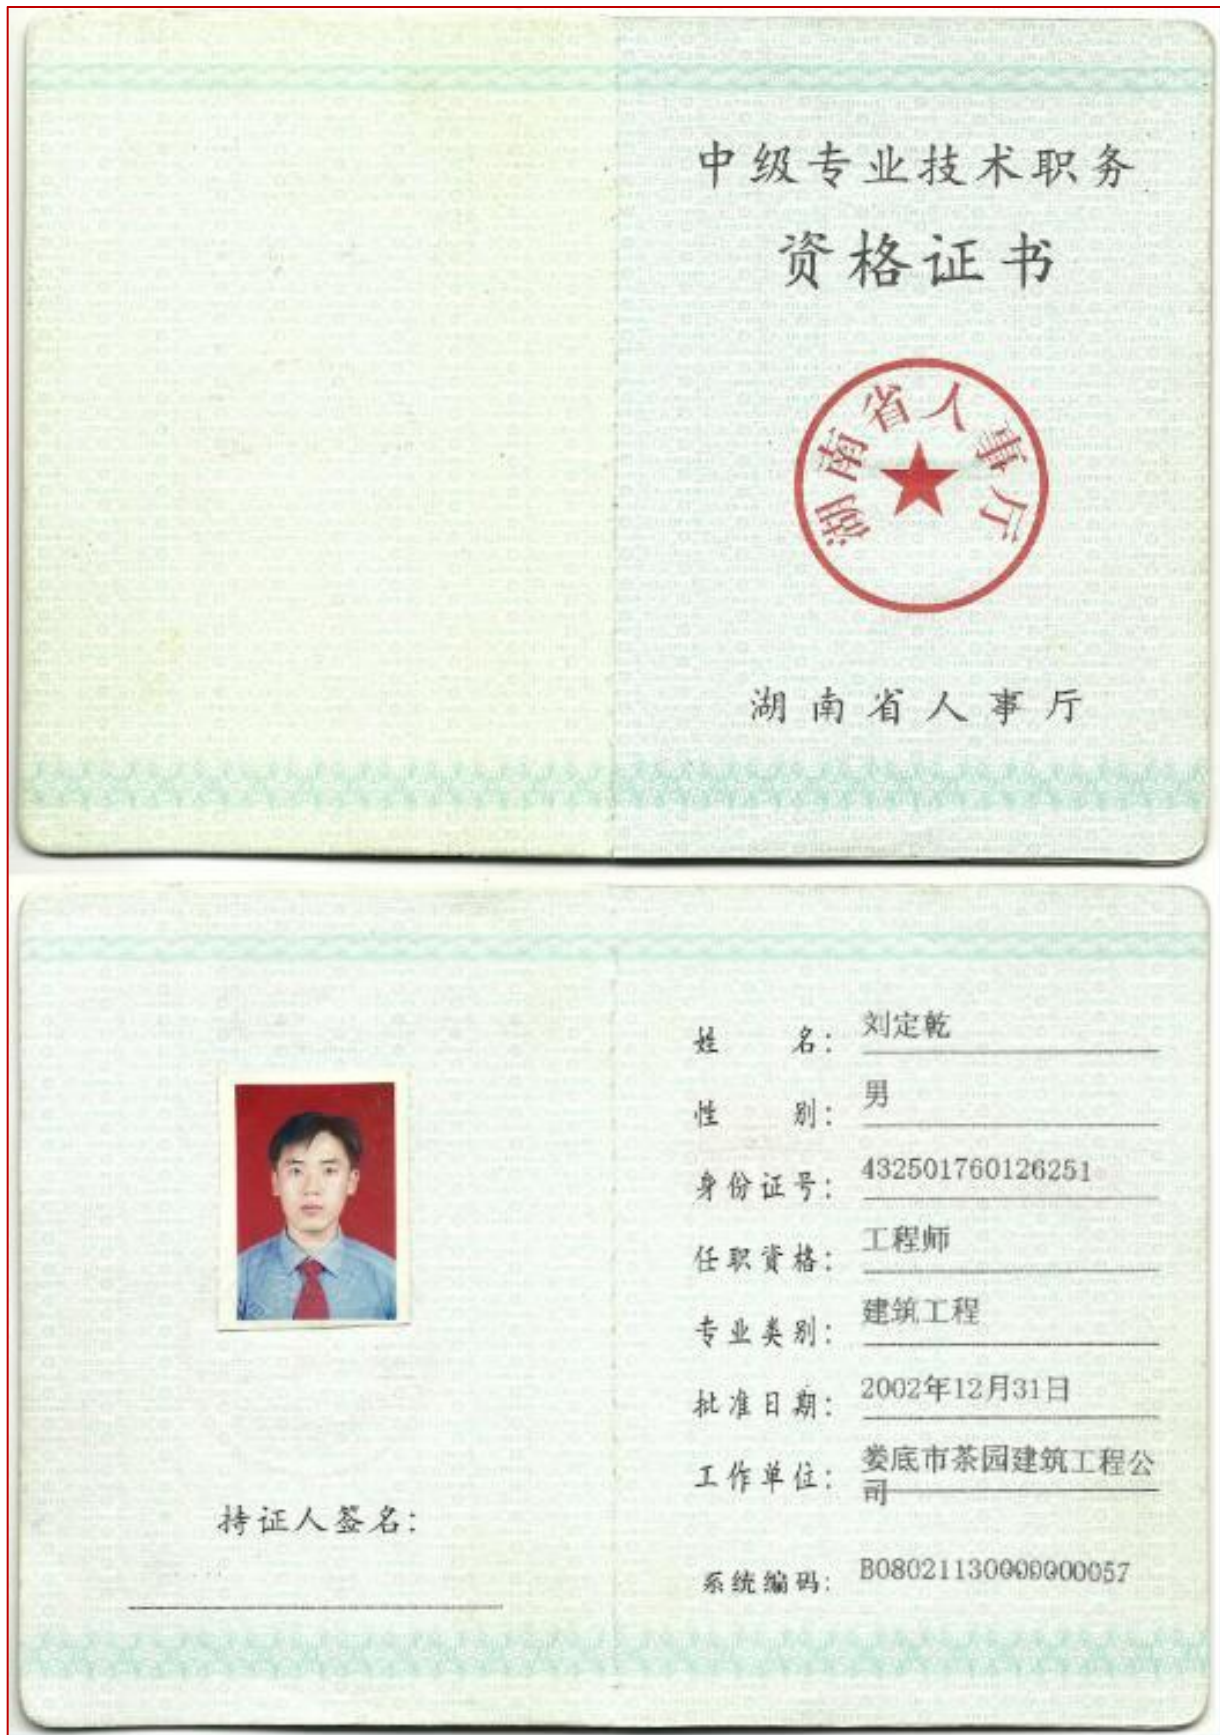 中级专业技术职务
资格证书
湖南省人事厅
湖南省人事厅
姓名：刘定乾
性别：男
身份证号：432501760126251
任职资格：工程师
专业类别：建筑工程
批准日期：2002年12月31日
工作单位：娄底市茶园建筑工程公
司
持证人签名：
系统编码：B08021130000000057